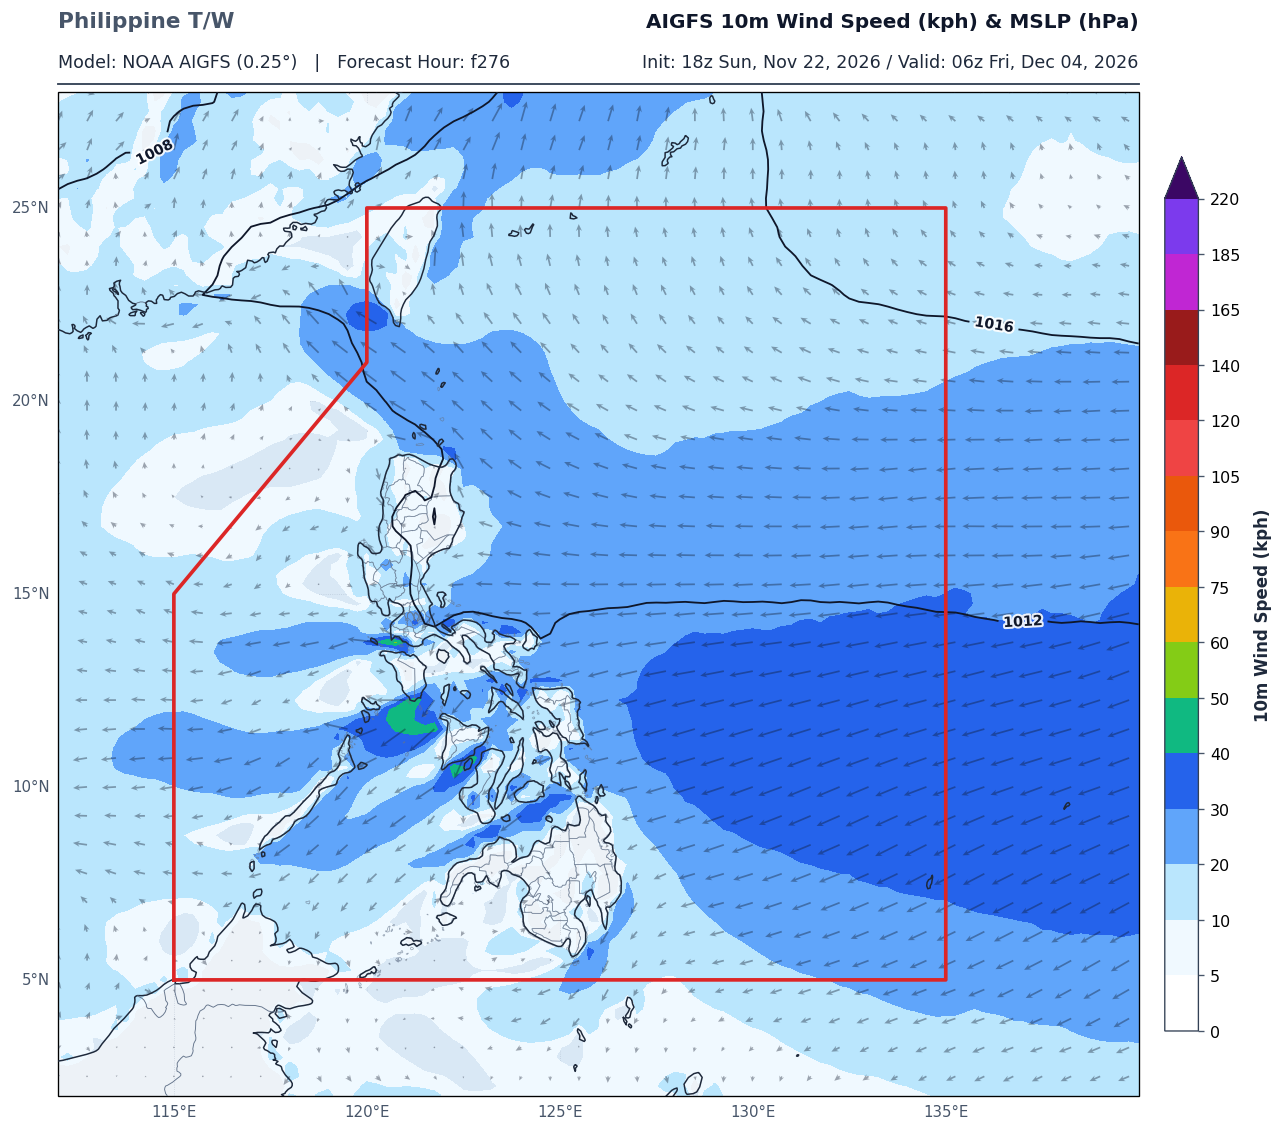 Philippine T/W
AIGFS 10m Wind Speed (kph) & MSLP (hPa)
Model: NOAA AIGFS (0.25°)   |   Forecast Hour: f276
Init: 18z Sun, Nov 22, 2026 / Valid: 06z Fri, Dec 04, 2026
1008
1016
1012
25°N
20°N
15°N
10°N
5°N
115°E
120°E
125°E
130°E
135°E
220
185
165
140
120
105
90
75
60
50
40
30
20
10
5
0
10m Wind Speed (kph)